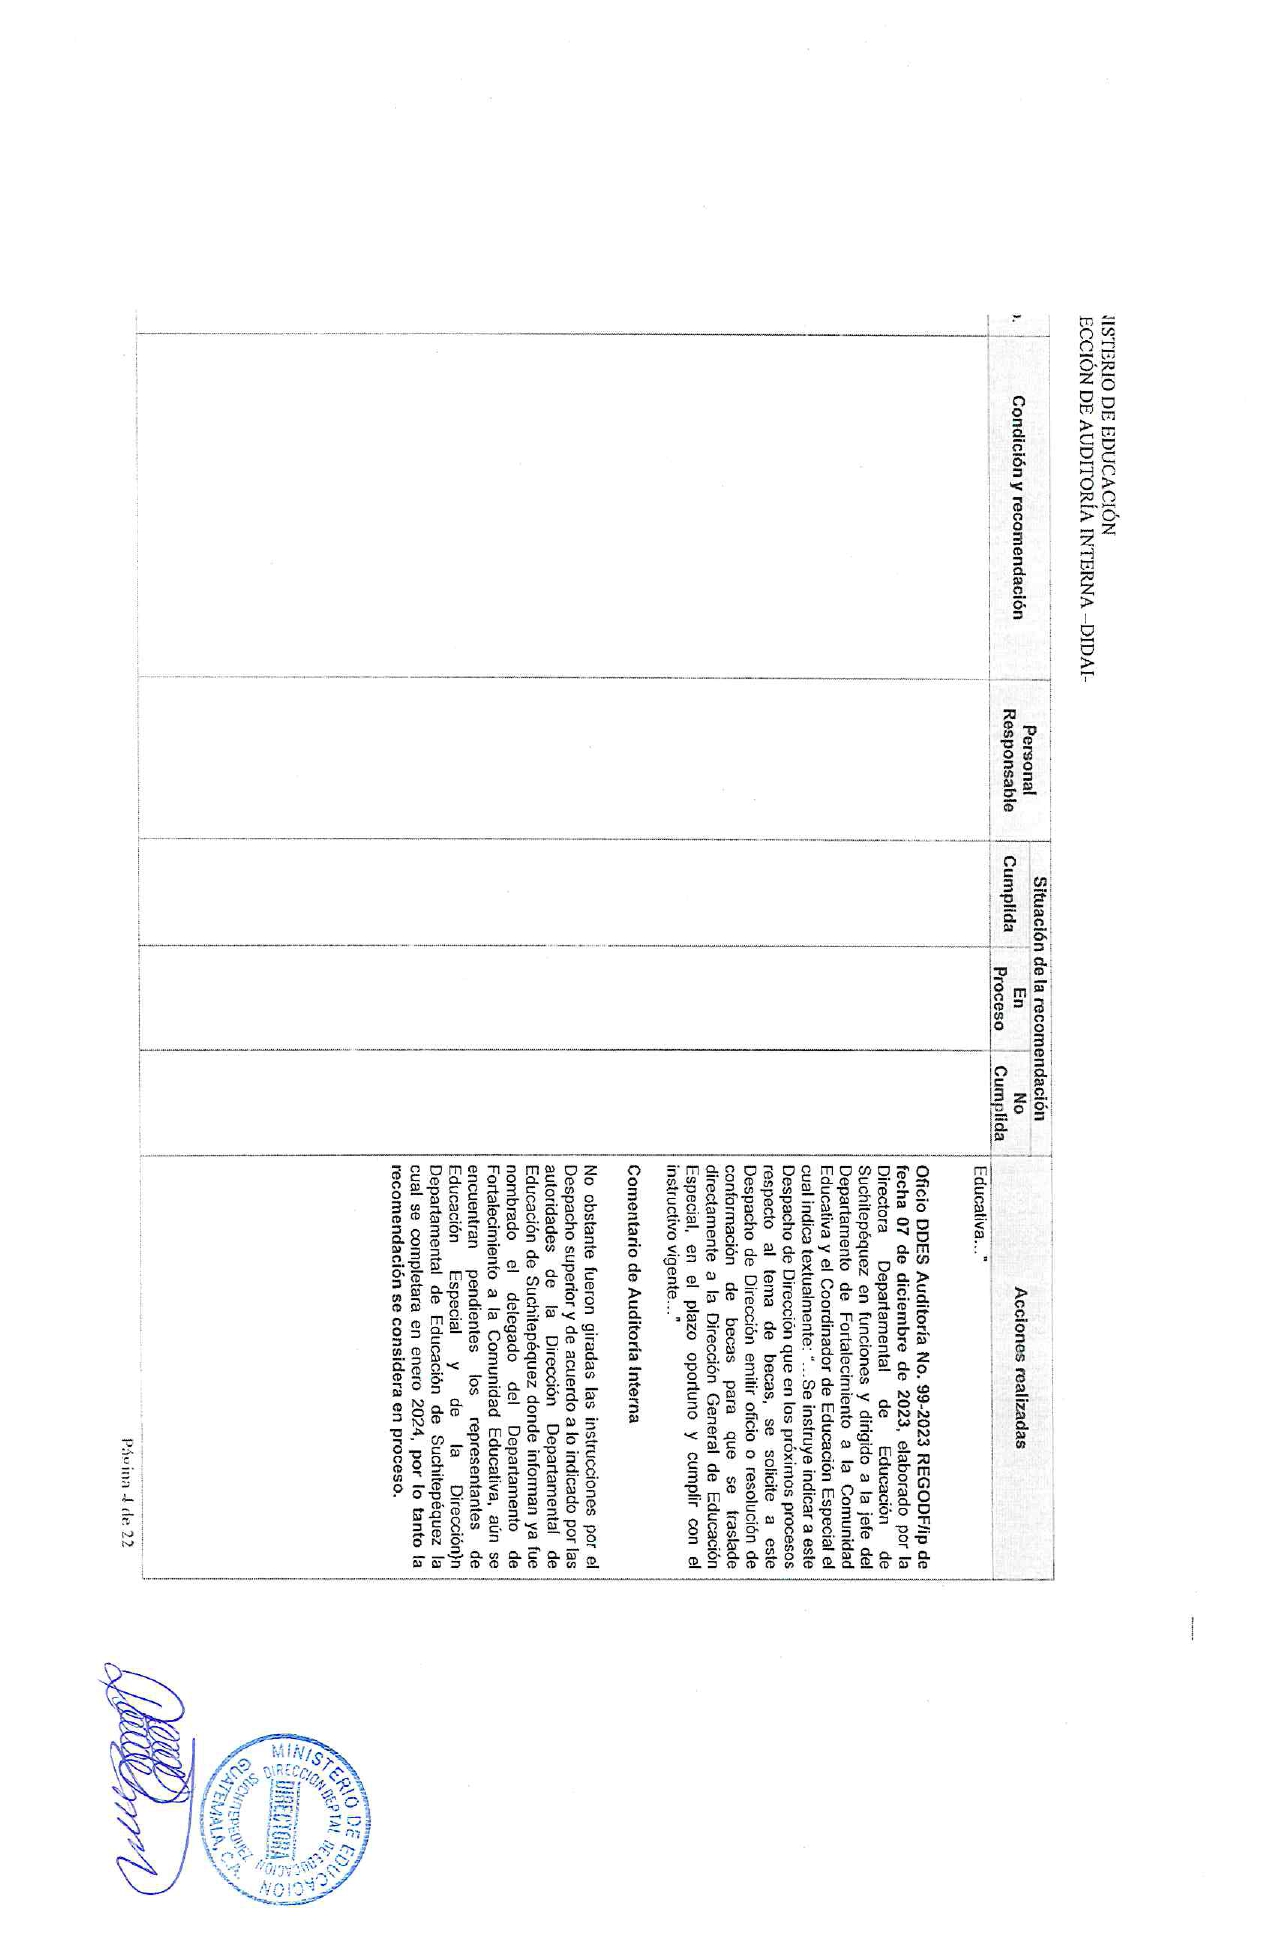 ISTERIO DE EDUCACIÓN
ECCIÓN DE AUDITORÍA INTERNA –DIDAI-
Condición y recomendación
Personal
Responsable
Situación de la recomendación
Cumplida
En
Proceso
No
Cumplida
Acciones realizadas
Educativa..."
Oficio DDES Auditoría No. 99-2023 REGODF/ip de
fecha 07 de diciembre de 2023, elaborado por la
Directora Departamental de Educación de
Suchitepéquez en funciones y dirigido a la jefe del
Departamento de Fortalecimiento a la Comunidad
Educativa y el Coordinador de Educación Especial el
cual indica textualmente: "...Se instruye indicar a este
Despacho de Dirección que en los próximos procesos
respecto al tema de becas, se solicite a este
Despacho de Dirección emitir oficio o resolución de
conformación de becas para que se traslade
directamente a la Dirección General de Educación
Especial, en el plazo oportuno y cumplir con el
instructivo vigente..."
Comentario de Auditoría Interna
No obstante fueron giradas las instrucciones por el
Despacho superior y de acuerdo a lo indicado por las
autoridades de la Dirección Departamental de
Educación de Suchitepéquez donde informan ya fue
nombrado el delegado del Departamento de
Fortalecimiento a la Comunidad Educativa, aún se
encuentran pendientes los representantes de
Educación Especial y de la Dirección}n
Departamental de Educación de Suchitepéquez la
cual se completara en enero 2024, por lo tanto la
recomendación se considera en proceso.
Página 4 de 22
MINISTERIO DE EDUCACION
DIRECCION DEPTAL DE EDUCACION
DIRECTORA
SUCHITEPEQUEZ
GUATEMALA, C.A.